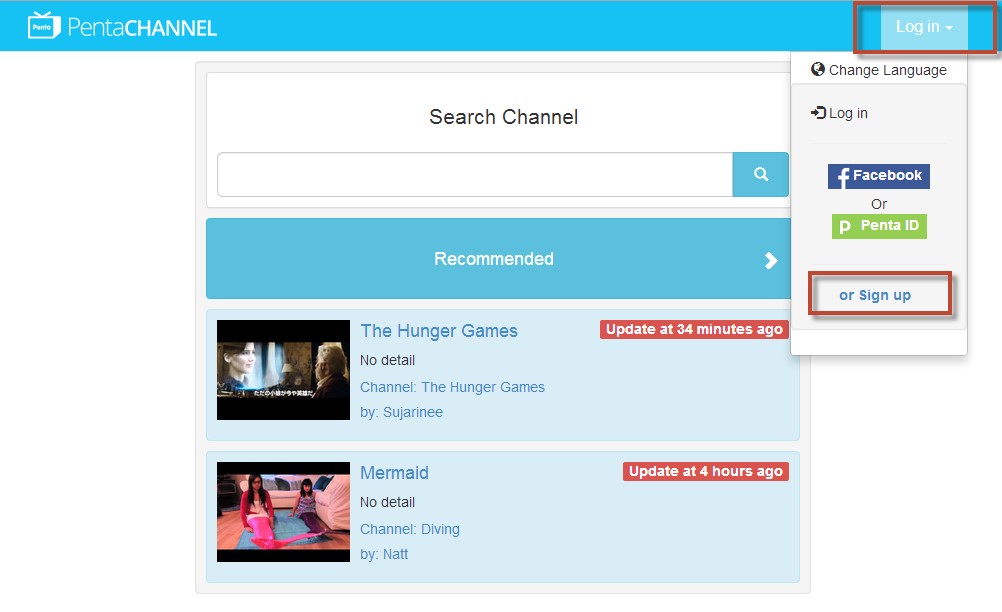 Penta PentaCHANNEL
Log in
Change Language
Log in
Facebook
Or
p Penta ID
or Sign up
Search Channel
Recommended
The Hunger Games
Update at 34 minutes ago
No detail
Channel: The Hunger Games
by: Sujarinee
ただの小娘が今や英雄だ
Mermaid
Update at 4 hours ago
No detail
Channel: Diving
by: Natt